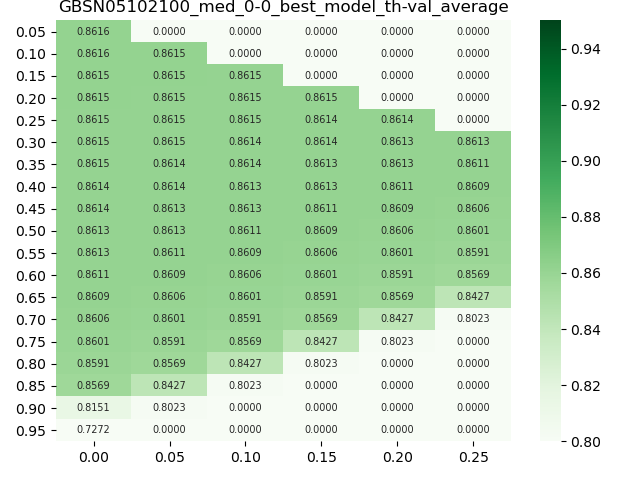 GBSN05102100_med_0-0_best_model_th-val_average
0.05 0.8616 0.0000 0.0000 0.0000 0.0000 0.0000
0.10 0.8616 0.8615 0.0000 0.0000 0.0000 0.0000
0.15 0.8615 0.8615 0.8615 0.0000 0.0000 0.0000
0.20 0.8615 0.8615 0.8615 0.8615 0.0000 0.0000
0.25 0.8615 0.8615 0.8615 0.8614 0.8614 0.0000
0.30 0.8615 0.8615 0.8614 0.8614 0.8613 0.8613
0.35 0.8615 0.8614 0.8614 0.8613 0.8613 0.8611
0.40 0.8614 0.8614 0.8613 0.8613 0.8611 0.8609
0.45 0.8614 0.8613 0.8613 0.8611 0.8609 0.8606
0.50 0.8613 0.8613 0.8611 0.8609 0.8606 0.8601
0.55 0.8613 0.8611 0.8609 0.8606 0.8601 0.8591
0.60 0.8611 0.8609 0.8606 0.8601 0.8591 0.8569
0.65 0.8609 0.8606 0.8601 0.8591 0.8569 0.8427
0.70 0.8606 0.8601 0.8591 0.8569 0.8427 0.8023
0.75 0.8601 0.8591 0.8569 0.8427 0.8023 0.0000
0.80 0.8591 0.8569 0.8427 0.8023 0.0000 0.0000
0.85 0.8569 0.8427 0.8023 0.0000 0.0000 0.0000
0.90 0.8151 0.8023 0.0000 0.0000 0.0000 0.0000
0.95 0.7272 0.0000 0.0000 0.0000 0.0000 0.0000
0.00 0.05 0.10 0.15 0.20 0.25
0.94
0.92
0.90
0.88
0.86
0.84
0.82
0.80